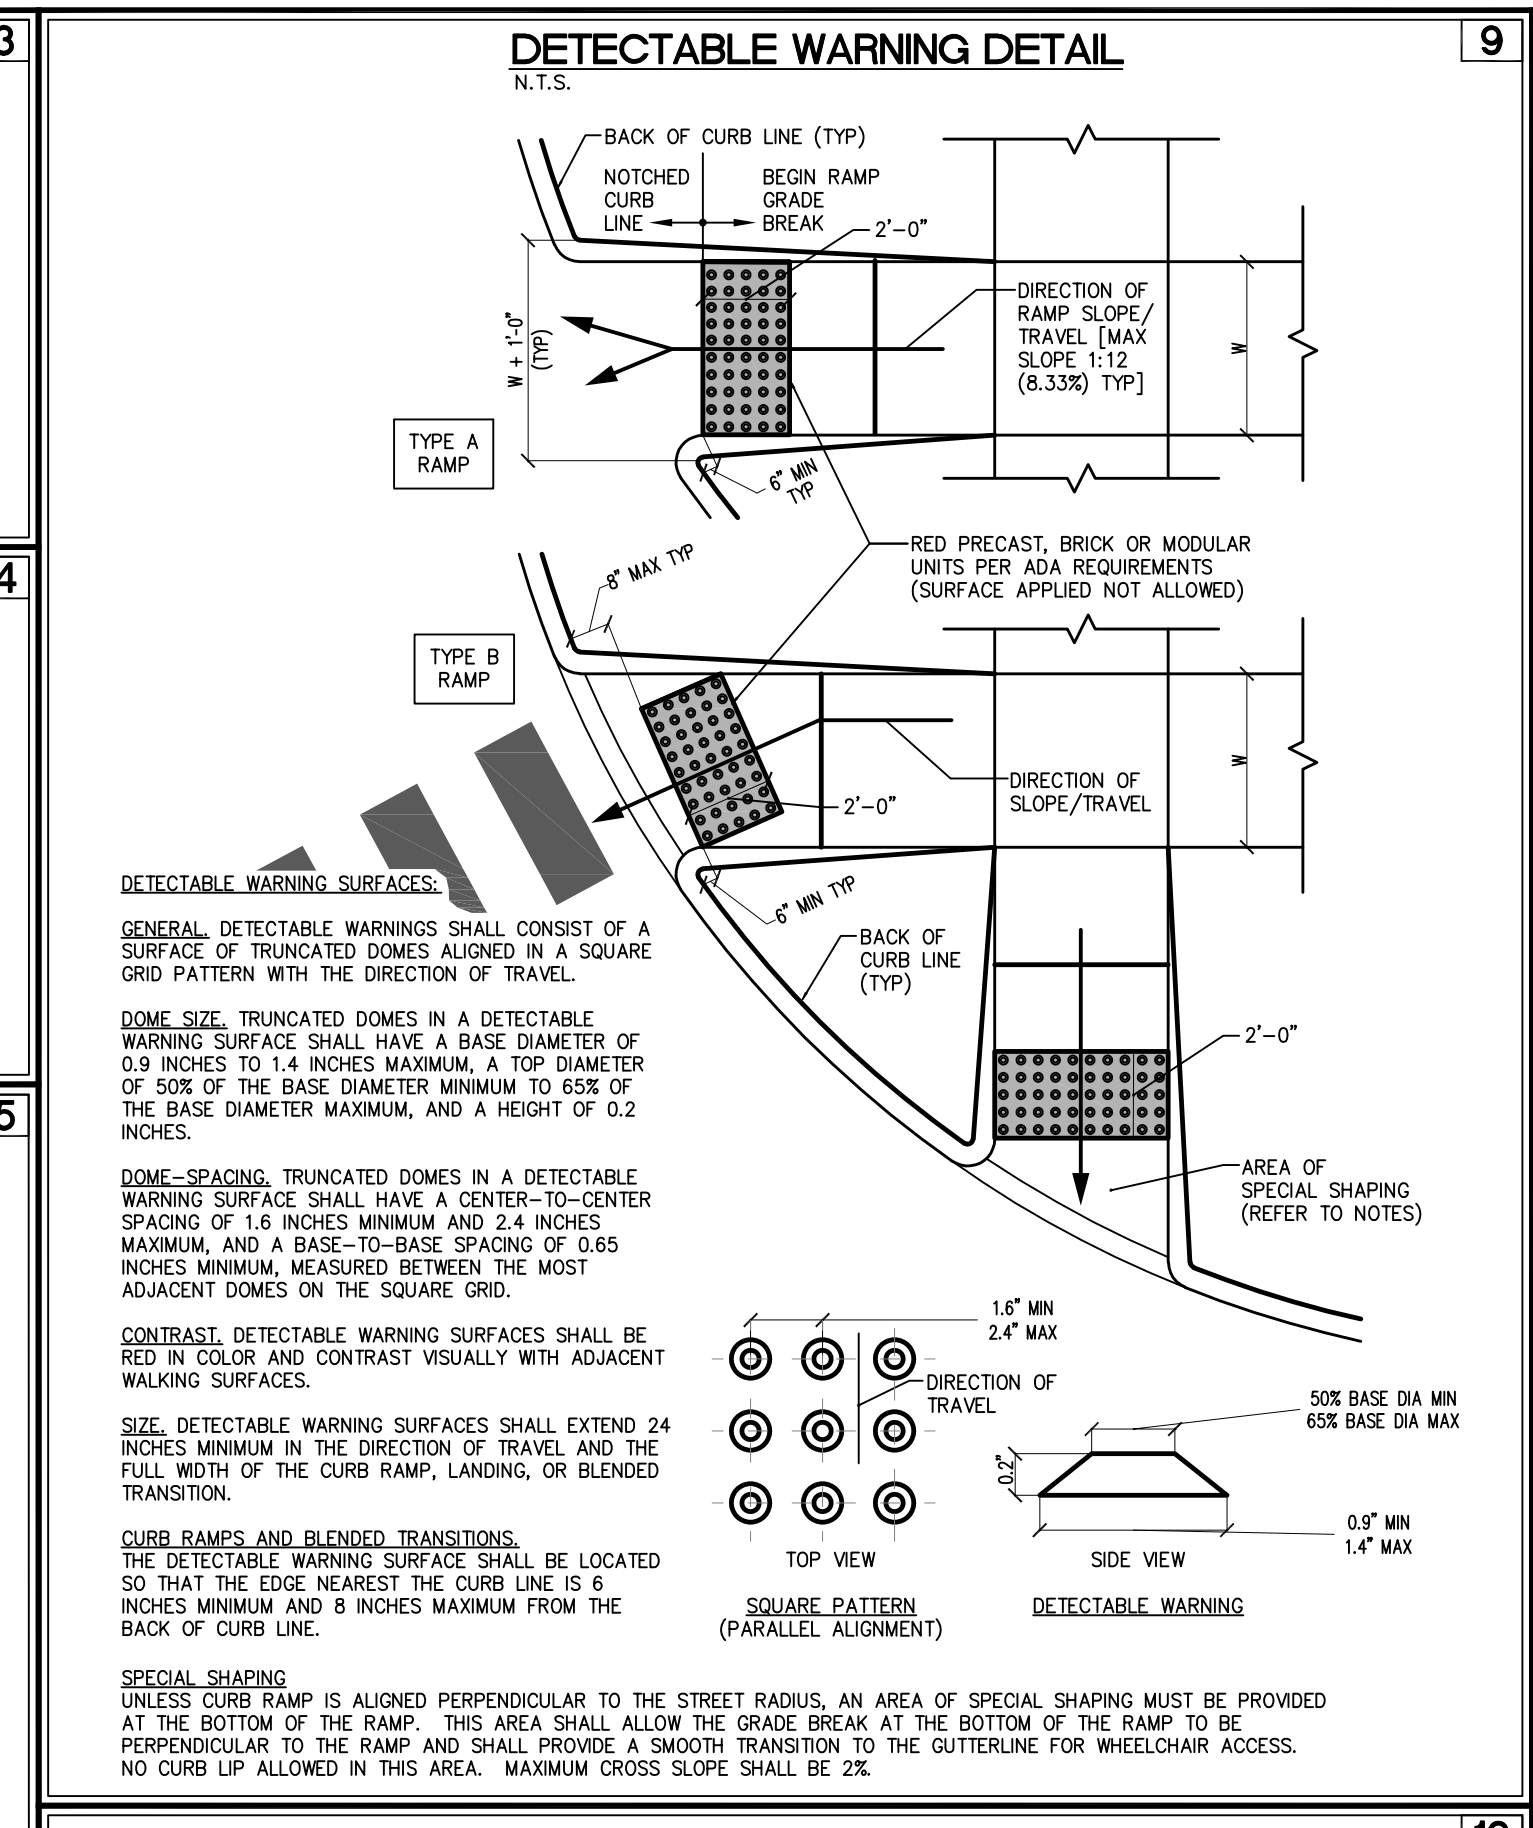 3
9
DETECTABLE WARNING DETAIL
N.T.S.
BACK OF CURB LINE (TYP)
NOTCHED
CURB
LINE
BEGIN RAMP
GRADE
BREAK
2'-0"
W + 1'-0"
(TYP)
DIRECTION OF
RAMP SLOPE/
TRAVEL [MAX
SLOPE 1:12
(8.33%) TYP]
W
TYPE A
RAMP
6" MIN
TYP
RED PRECAST, BRICK OR MODULAR
UNITS PER ADA REQUIREMENTS
(SURFACE APPLIED NOT ALLOWED)
4
8" MAX TYP
TYPE B
RAMP
W
DIRECTION OF
SLOPE/TRAVEL
2'-0"
6" MIN TYP
BACK OF
CURB LINE
(TYP)
2'-0"
AREA OF
SPECIAL SHAPING
(REFER TO NOTES)
5
DETECTABLE WARNING SURFACES:
GENERAL. DETECTABLE WARNINGS SHALL CONSIST OF A
SURFACE OF TRUNCATED DOMES ALIGNED IN A SQUARE
GRID PATTERN WITH THE DIRECTION OF TRAVEL.
DOME SIZE. TRUNCATED DOMES IN A DETECTABLE
WARNING SURFACE SHALL HAVE A BASE DIAMETER OF
0.9 INCHES TO 1.4 INCHES MAXIMUM, A TOP DIAMETER
OF 50% OF THE BASE DIAMETER MINIMUM TO 65% OF
THE BASE DIAMETER MAXIMUM, AND A HEIGHT OF 0.2
INCHES.
DOME-SPACING. TRUNCATED DOMES IN A DETECTABLE
WARNING SURFACE SHALL HAVE A CENTER-TO-CENTER
SPACING OF 1.6 INCHES MINIMUM AND 2.4 INCHES
MAXIMUM, AND A BASE-TO-BASE SPACING OF 0.65
INCHES MINIMUM, MEASURED BETWEEN THE MOST
ADJACENT DOMES ON THE SQUARE GRID.
CONTRAST. DETECTABLE WARNING SURFACES SHALL BE
RED IN COLOR AND CONTRAST VISUALLY WITH ADJACENT
WALKING SURFACES.
SIZE. DETECTABLE WARNING SURFACES SHALL EXTEND 24
INCHES MINIMUM IN THE DIRECTION OF TRAVEL AND THE
FULL WIDTH OF THE CURB RAMP, LANDING, OR BLENDED
TRANSITION.
CURB RAMPS AND BLENDED TRANSITIONS.
THE DETECTABLE WARNING SURFACE SHALL BE LOCATED
SO THAT THE EDGE NEAREST THE CURB LINE IS 6
INCHES MINIMUM AND 8 INCHES MAXIMUM FROM THE
BACK OF CURB LINE.
1.6" MIN
2.4" MAX
DIRECTION OF
TRAVEL
TOP VIEW
SQUARE PATTERN
(PARALLEL ALIGNMENT)
50% BASE DIA MIN
65% BASE DIA MAX
0.2"
0.9" MIN
1.4" MAX
SIDE VIEW
DETECTABLE WARNING
SPECIAL SHAPING
UNLESS CURB RAMP IS ALIGNED PERPENDICULAR TO THE STREET RADIUS, AN AREA OF SPECIAL SHAPING MUST BE PROVIDED
AT THE BOTTOM OF THE RAMP. THIS AREA SHALL ALLOW THE GRADE BREAK AT THE BOTTOM OF THE RAMP TO BE
PERPENDICULAR TO THE RAMP AND SHALL PROVIDE A SMOOTH TRANSITION TO THE GUTTERLINE FOR WHEELCHAIR ACCESS.
NO CURB LIP ALLOWED IN THIS AREA. MAXIMUM CROSS SLOPE SHALL BE 2%.